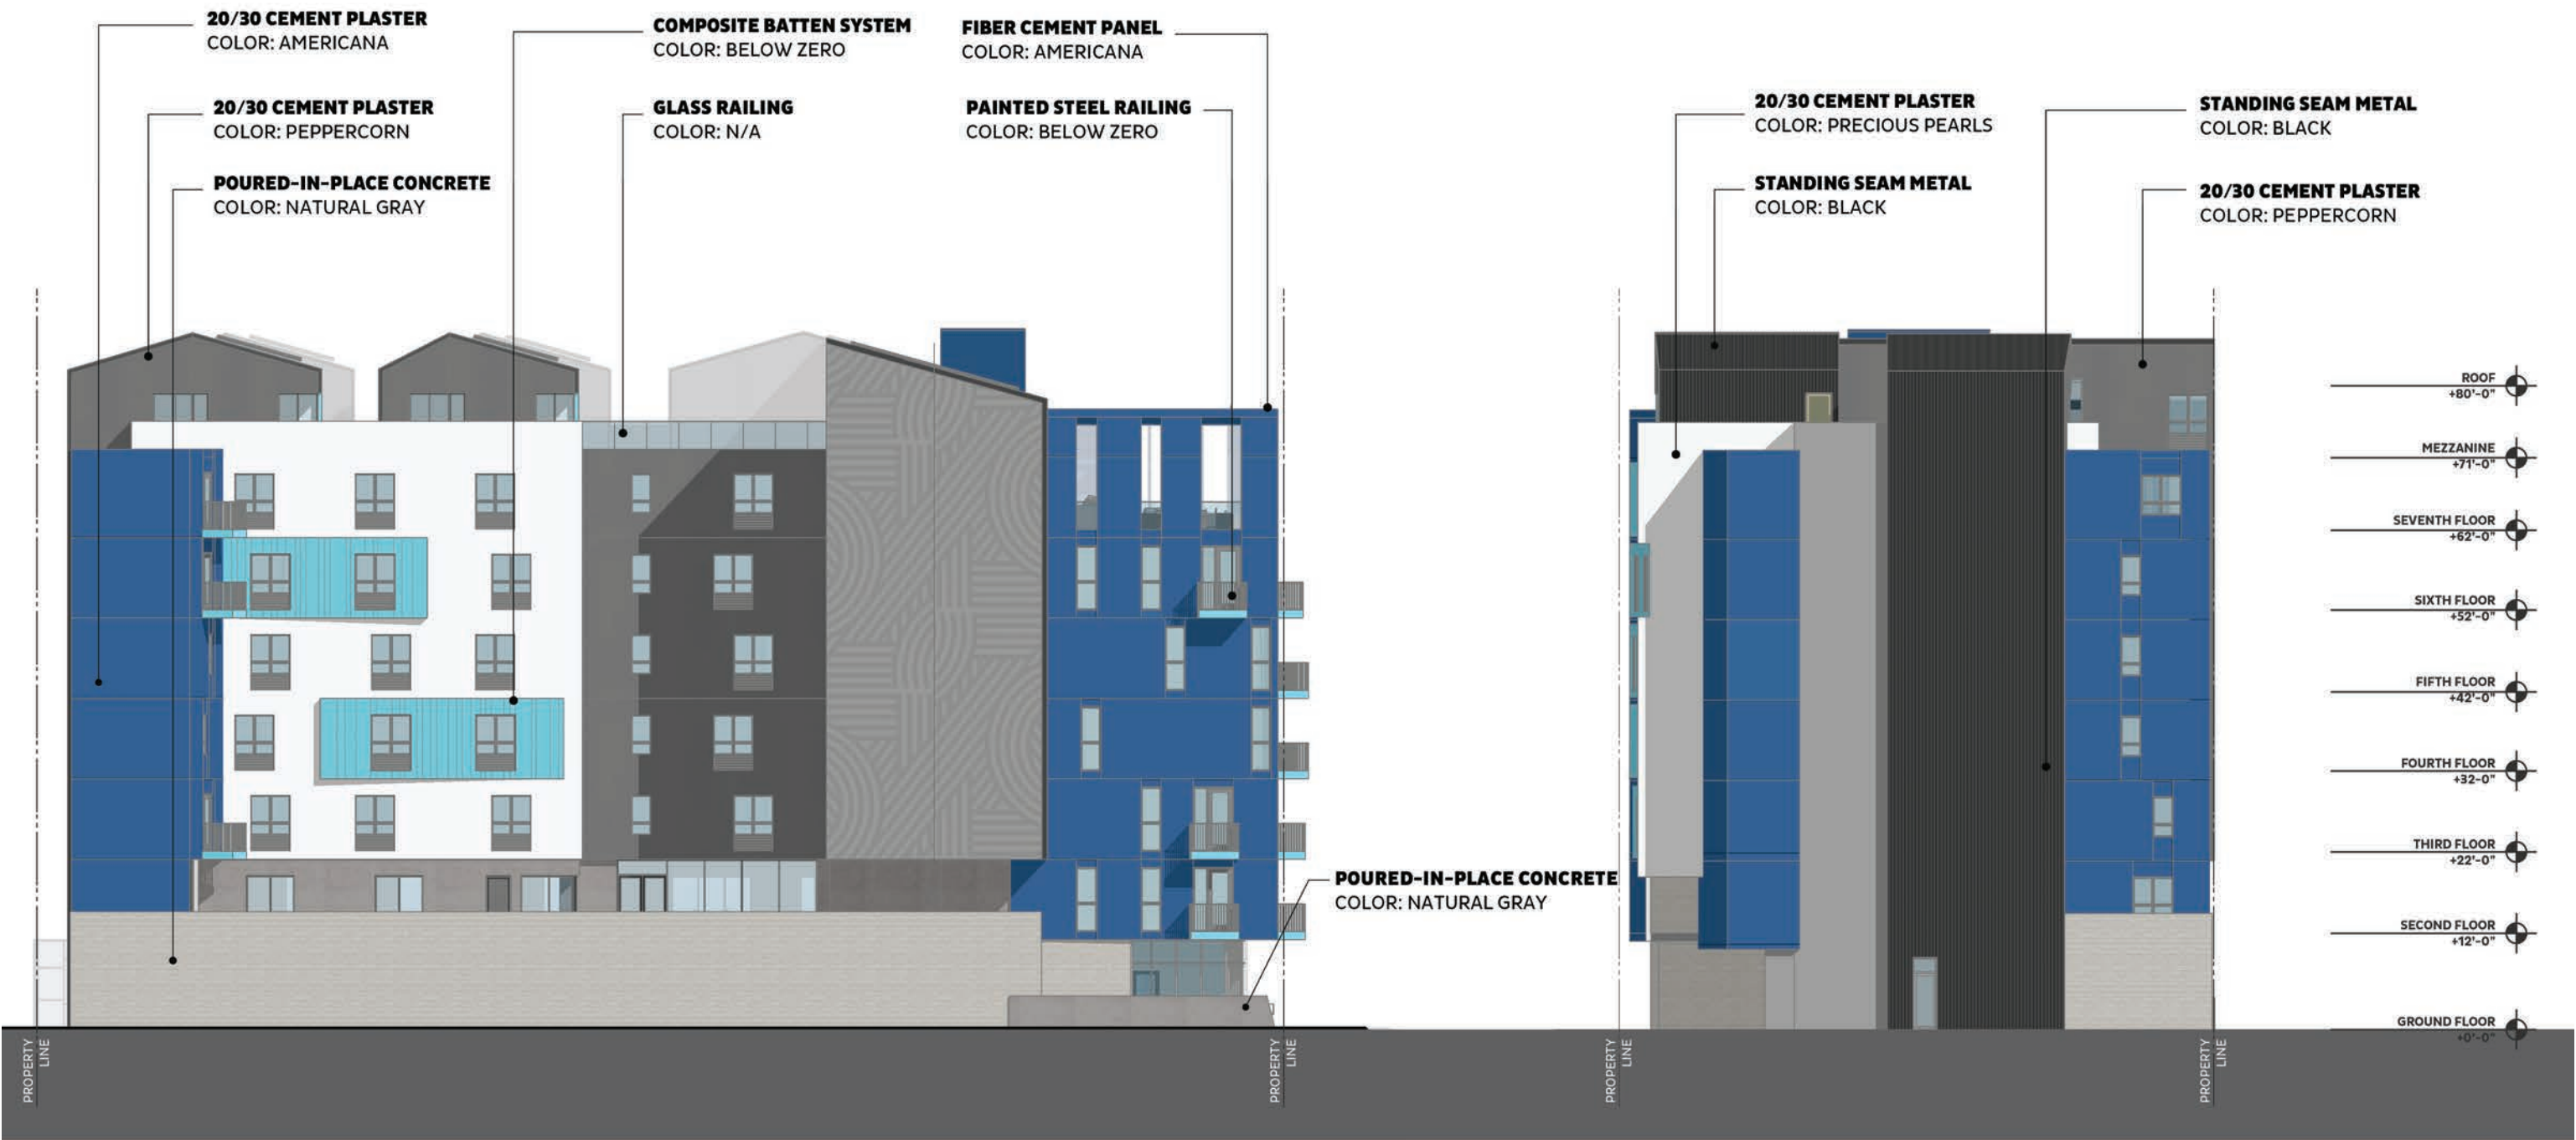 20/30 CEMENT PLASTER
COLOR: AMERICANA
20/30 CEMENT PLASTER
COLOR: PEPPERCORN
POURED-IN-PLACE CONCRETE
COLOR: NATURAL GRAY
COMPOSITE BATTEN SYSTEM
COLOR: BELOW ZERO
GLASS RAILING
COLOR: N/A
FIBER CEMENT PANEL
COLOR: AMERICANA
PAINTED STEEL RAILING
COLOR: BELOW ZERO
20/30 CEMENT PLASTER
COLOR: PRECIOUS PEARLS
STANDING SEAM METAL
COLOR: BLACK
STANDING SEAM METAL
COLOR: BLACK
20/30 CEMENT PLASTER
COLOR: PEPPERCORN
POURED-IN-PLACE CONCRETE
COLOR: NATURAL GRAY
ROOF
+80'-0"
MEZZANINE
+71'-0"
SEVENTH FLOOR
+62'-0"
SIXTH FLOOR
+52'-0"
FIFTH FLOOR
+42'-0"
FOURTH FLOOR
+32-0"
THIRD FLOOR
+22'-0"
SECOND FLOOR
+12'-0"
GROUND FLOOR
+0'-0"
PROPERTY
LINE
PROPERTY
LINE
PROPERTY
LINE
PROPERTY
LINE